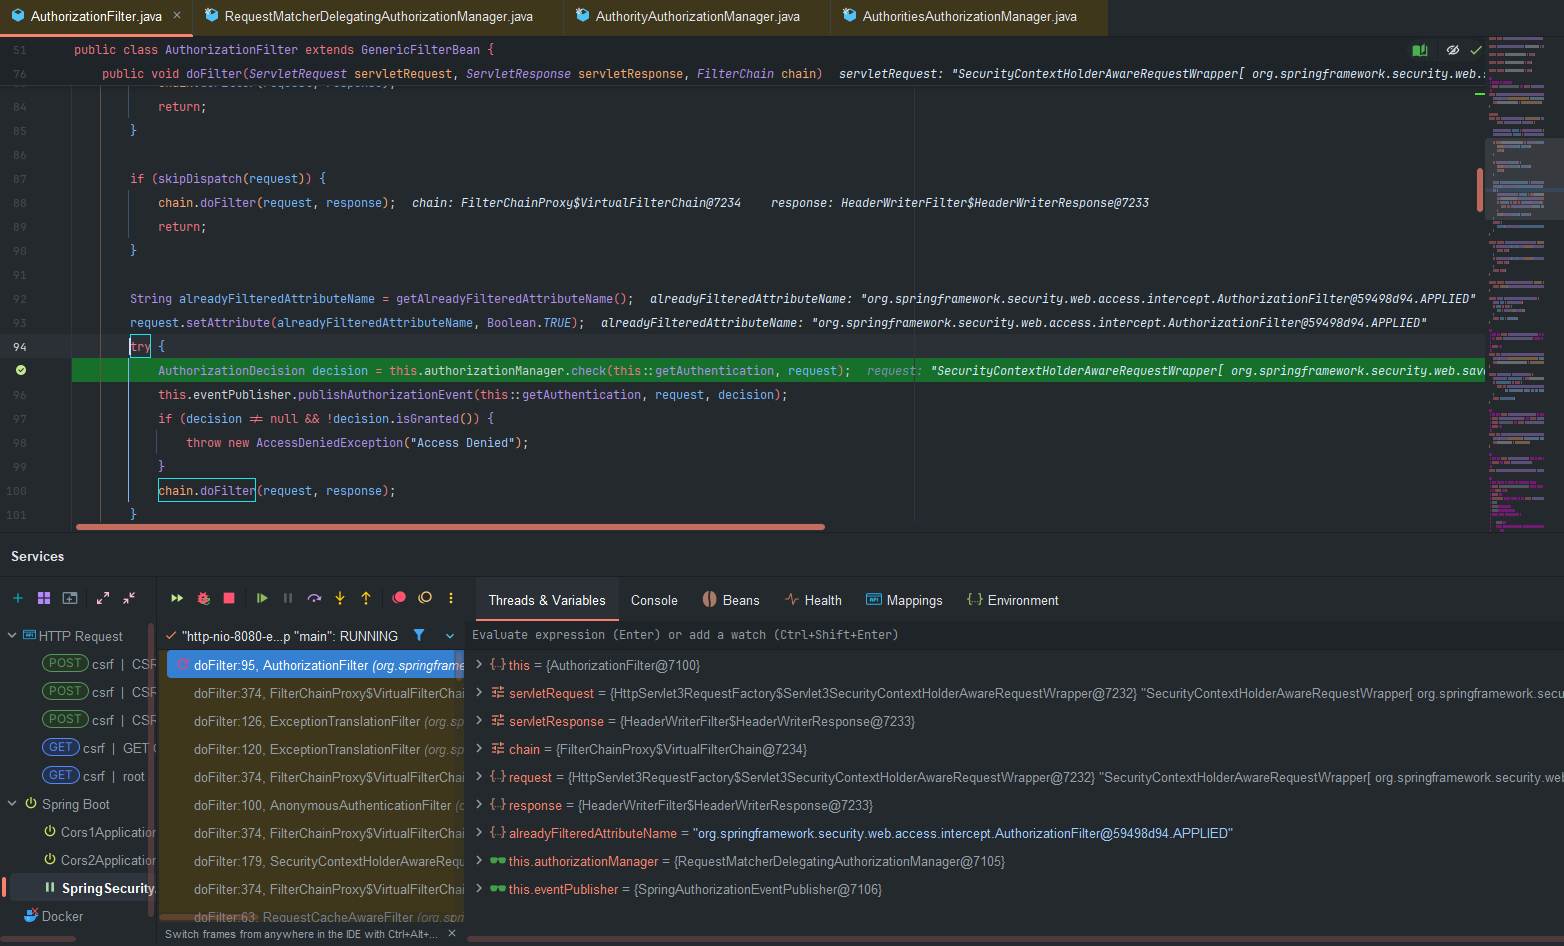 AuthorizationFilter.java
RequestMatcherDelegatingAuthorizationManager.java
AuthorityAuthorizationManager.java
AuthoritiesAuthorizationManager.java
51 public class AuthorizationFilter extends GenericFilterBean {
76 public void doFilter(ServletRequest servletRequest, ServletResponse servletResponse, FilterChain chain) servletRequest: "SecurityContextHolderAwareRequestWrapper[ org.springframework.security.web.s
chain.doFilter(request, response);
84 return;
85 }
86
87 if (skipDispatch(request)) {
88 chain.doFilter(request, response); chain: FilterChainProxy$VirtualFilterChain@7234 response: HeaderWriterFilter$HeaderWriterResponse@7233
89 return;
90 }
91
92 String alreadyFilteredAttributeName = getAlreadyFilteredAttributeName(); alreadyFilteredAttributeName: "org.springframework.security.web.access.intercept.AuthorizationFilter@59498d94.APPLIED"
93 request.setAttribute(alreadyFilteredAttributeName, Boolean.TRUE); alreadyFilteredAttributeName: "org.springframework.security.web.access.intercept.AuthorizationFilter@59498d94.APPLIED"
94 try {
AuthorizationDecision decision = this.authorizationManager.check(this::getAuthentication, request); request: "SecurityContextHolderAwareRequestWrapper[ org.springframework.security.web.save
96 this.eventPublisher.publishAuthorizationEvent(this::getAuthentication, request, decision);
97 if (decision ≠ null && !decision.isGranted()) {
98 throw new AccessDeniedException("Access Denied");
99 }
100 chain.doFilter(request, response);
101 }
Services
Threads & Variables Console Beans Health Mappings Environment
HTTP Request
POST csrf | CSR
POST csrf | CSR
POST csrf | CSR
GET csrf | GET
GET csrf | root
Spring Boot
Cors1Application
Cors2Application
SpringSecurity
Docker
"http-nio-8080-e...p "main": RUNNING
doFilter:95, AuthorizationFilter (org.springframe
doFilter:374, FilterChainProxy$VirtualFilterChai
doFilter:126, ExceptionTranslationFilter (org.sp
doFilter:120, ExceptionTranslationFilter (org.sp
doFilter:374, FilterChainProxy$VirtualFilterChai
doFilter:100, AnonymousAuthenticationFilter (o
doFilter:374, FilterChainProxy$VirtualFilterChai
doFilter:179, SecurityContextHolderAwareRequ
doFilter:374, FilterChainProxy$VirtualFilterChai
doFilter:63, RequestCacheAwareFilter (org.spri
Switch frames from anywhere in the IDE with Ctrl+Alt+...
Evaluate expression (Enter) or add a watch (Ctrl+Shift+Enter)
this = {AuthorizationFilter@7100}
servletRequest = {HttpServlet3RequestFactory$Servlet3SecurityContextHolderAwareRequestWrapper@7232} "SecurityContextHolderAwareRequestWrapper[ org.springframework.secu
servletResponse = {HeaderWriterFilter$HeaderWriterResponse@7233}
chain = {FilterChainProxy$VirtualFilterChain@7234}
request = {HttpServlet3RequestFactory$Servlet3SecurityContextHolderAwareRequestWrapper@7232} "SecurityContextHolderAwareRequestWrapper[ org.springframework.security.web
response = {HeaderWriterFilter$HeaderWriterResponse@7233}
alreadyFilteredAttributeName = "org.springframework.security.web.access.intercept.AuthorizationFilter@59498d94.APPLIED"
this.authorizationManager = {RequestMatcherDelegatingAuthorizationManager@7105}
this.eventPublisher = {SpringAuthorizationEventPublisher@7106}